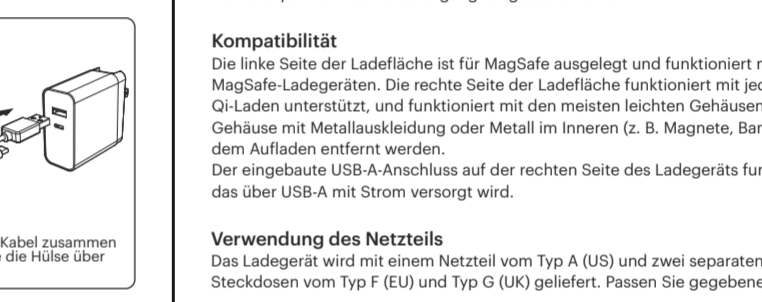 Kabel zusammen
die Hülse über
Kompatibilität
Die linke Seite der Ladefläche ist für MagSafe ausgelegt und funktioniert
MagSafe-Ladegeräten. Die rechte Seite der Ladefläche funktioniert mit
Qi-Laden unterstützt, und funktioniert mit den meisten leichten Gehäusen
Gehäuse mit Metallauskleidung oder Metall im Inneren (z. B. Magnete,
dem Aufladen entfernt werden.
Der eingebaute USB-A-Anschluss auf der rechten Seite des Ladegeräts
das über USB-A mit Strom versorgt wird.
Verwendung des Netzteils
Das Ladegerät wird mit einem Netzteil vom Typ A (US) und zwei separaten
Steckdosen vom Typ F (EU) und Typ G (UK) geliefert. Passen Sie